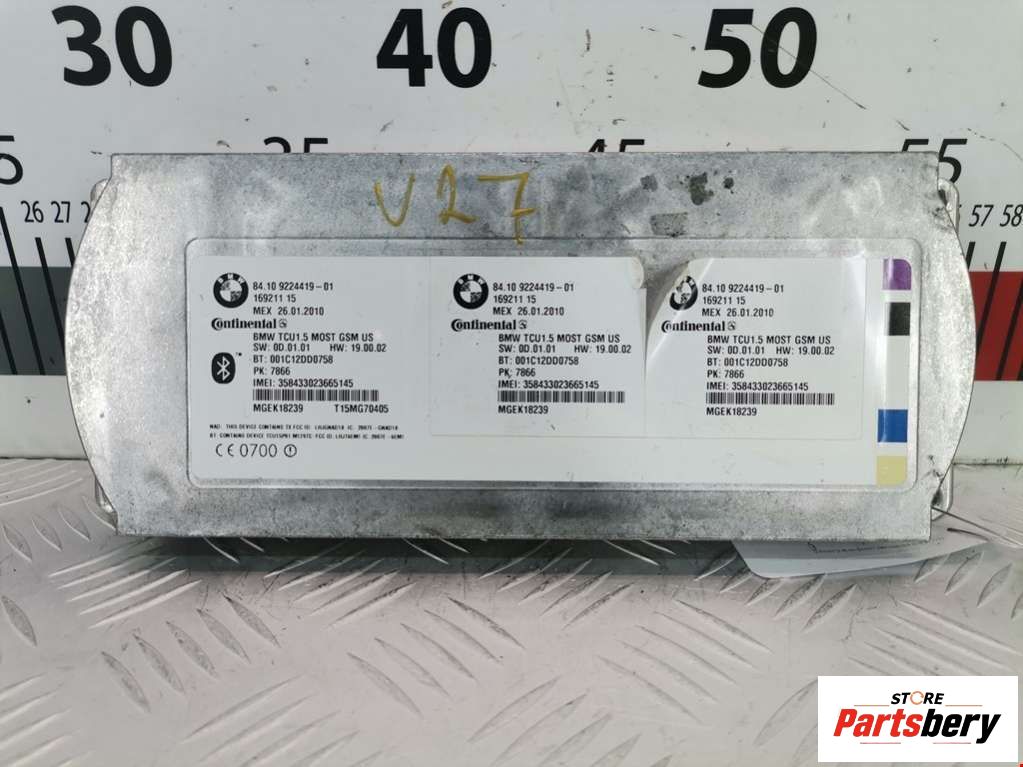 30 40 50
35 45 55
26 27 57 58
V27
BMW
84.10 9224419-01
169211 15
MEX 26.01.2010
Continental
BMW TCU1.5 MOST GSM US
SW: 0D.01.01 HW: 19.00.02
BT: 001C12DD0758
PK: 7866
IMEI: 358433023665145
MGEK18239 T15MG70405
CE0700
BMW
84.10 9224419-01
169211 15
MEX 26.01.2010
Continental
BMW TCU1.5 MOST GSM US
SW: 0D.01.01 HW: 19.00.02
BT: 001C12DD0758
PK: 7866
IMEI: 358433023665145
MGEK18239
BMW
84.10 9224419-01
169211 15
MEX 26.01.2010
Continental
BMW TCU1.5 MOST GSM US
SW: 0D.01.01 HW: 19.00.02
BT: 001C12DD0758
PK: 7866
IMEI: 358433023665145
MGEK18239
STORE
Partsbery